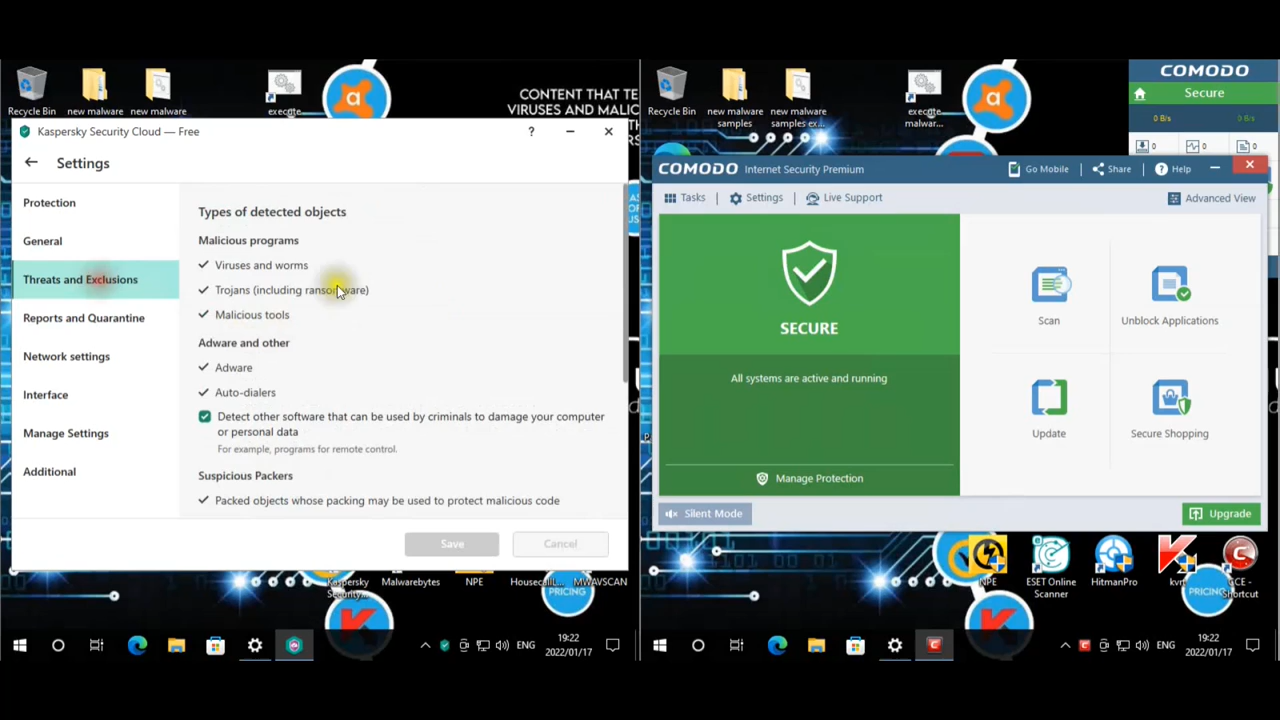 Recycle Bin
new malware
new malware
execute
CONTENT THAT TE
VIRUSES AND MALIC
Kaspersky Security Cloud — Free
?
Settings
Protection
General
Threats and Exclusions
Reports and Quarantine
Network settings
Interface
Manage Settings
Additional
Types of detected objects
Malicious programs
Viruses and worms
Trojans (including ransomware)
Malicious tools
Adware and other
Adware
Auto-dialers
Detect other software that can be used by criminals to damage your computer
or personal data
For example, programs for remote control.
Suspicious Packers
Packed objects whose packing may be used to protect malicious code
Save
Cancel
Kaspersky
Security...
Malwarebytes
NPE
HousecallL...
MWAVSCAN
PRICING
ENG
19:22
2022/01/17
Recycle Bin
new malware
samples
new malware
samples ex...
execute
malwar...
COMODO
Secure
0 B/s
0 B/s
0
0
0
COMODO Internet Security Premium
Go Mobile
Share
? Help
Tasks
Settings
Live Support
Advanced View
SECURE
All systems are active and running
Manage Protection
Scan
Unblock Applications
Update
Secure Shopping
Silent Mode
Upgrade
NPE
ESET Online
Scanner
HitmanPro
kvrt
CCE -
Shortcut
PRICING
ENG
19:22
2022/01/17